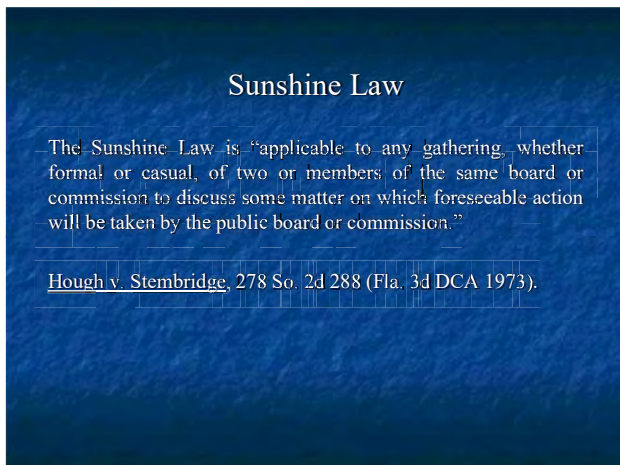 Sunshine Law
The Sunshine Law is “applicable to any gathering, whether
formal or casual, of two or members of the same board or
commission to discuss some matter on which foreseeable action
will be taken by the public board or commission.”
Hough v. Stembridge, 278 So. 2d 288 (Fla. 3d DCA 1973).